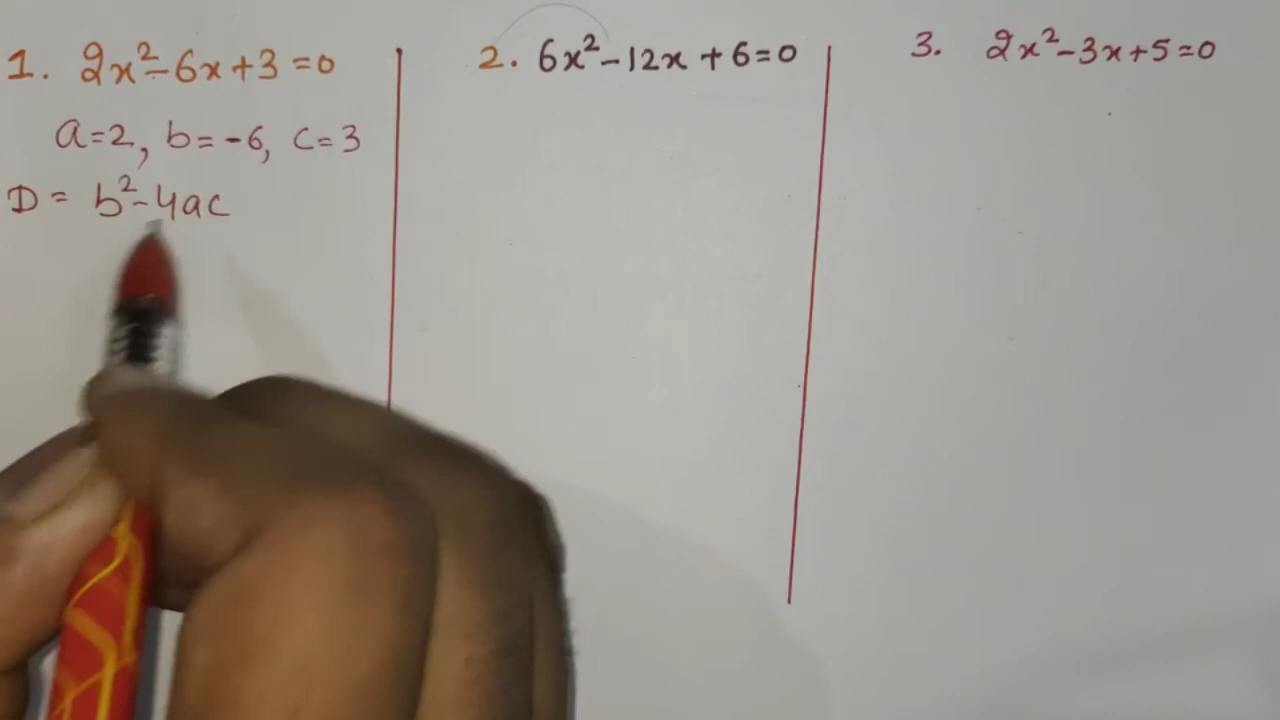 1. 2x²-6x+3=0
a=2, b=-6, c=3
D = b²-4ac
2. 6x²-12x+6=0
3. 2x²-3x+5=0